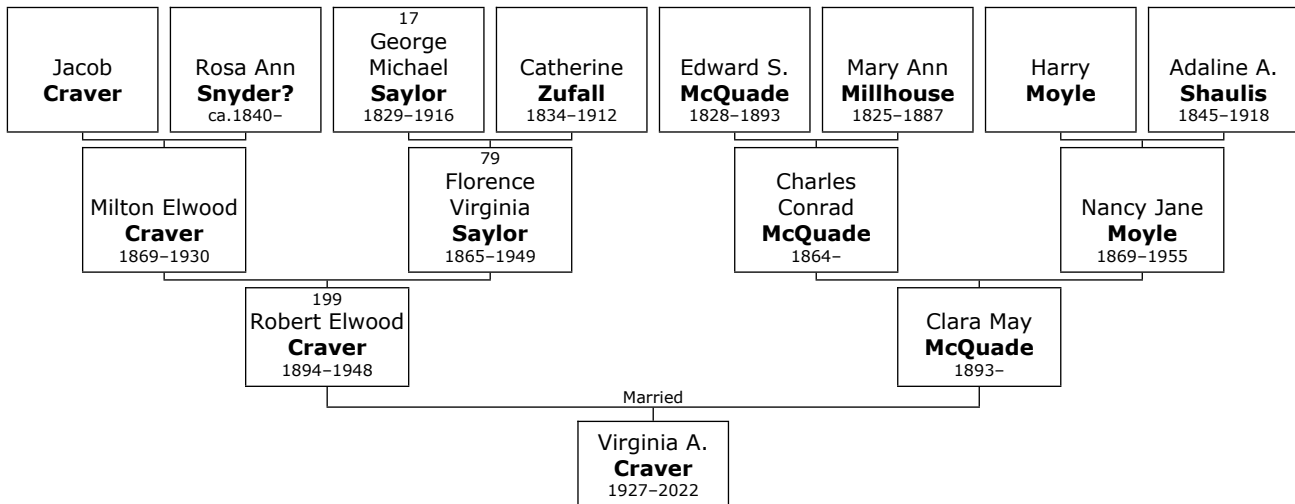 Jacob
Craver
Rosa Ann
Snyder?
ca.1840–
17
George
Michael
Saylor
1829–1916
Catherine
Zufall
1834–1912
Edward S.
McQuade
1828–1893
Mary Ann
Millhouse
1825–1887
Harry
Moyle
Adaline A.
Shaulis
1845–1918
Milton Elwood
Craver
1869–1930
79
Florence
Virginia
Saylor
1865–1949
Charles
Conrad
McQuade
1864–
Nancy Jane
Moyle
1869–1955
199
Robert Elwood
Craver
1894–1948
Clara May
McQuade
1893–
Married
Virginia A.
Craver
1927–2022